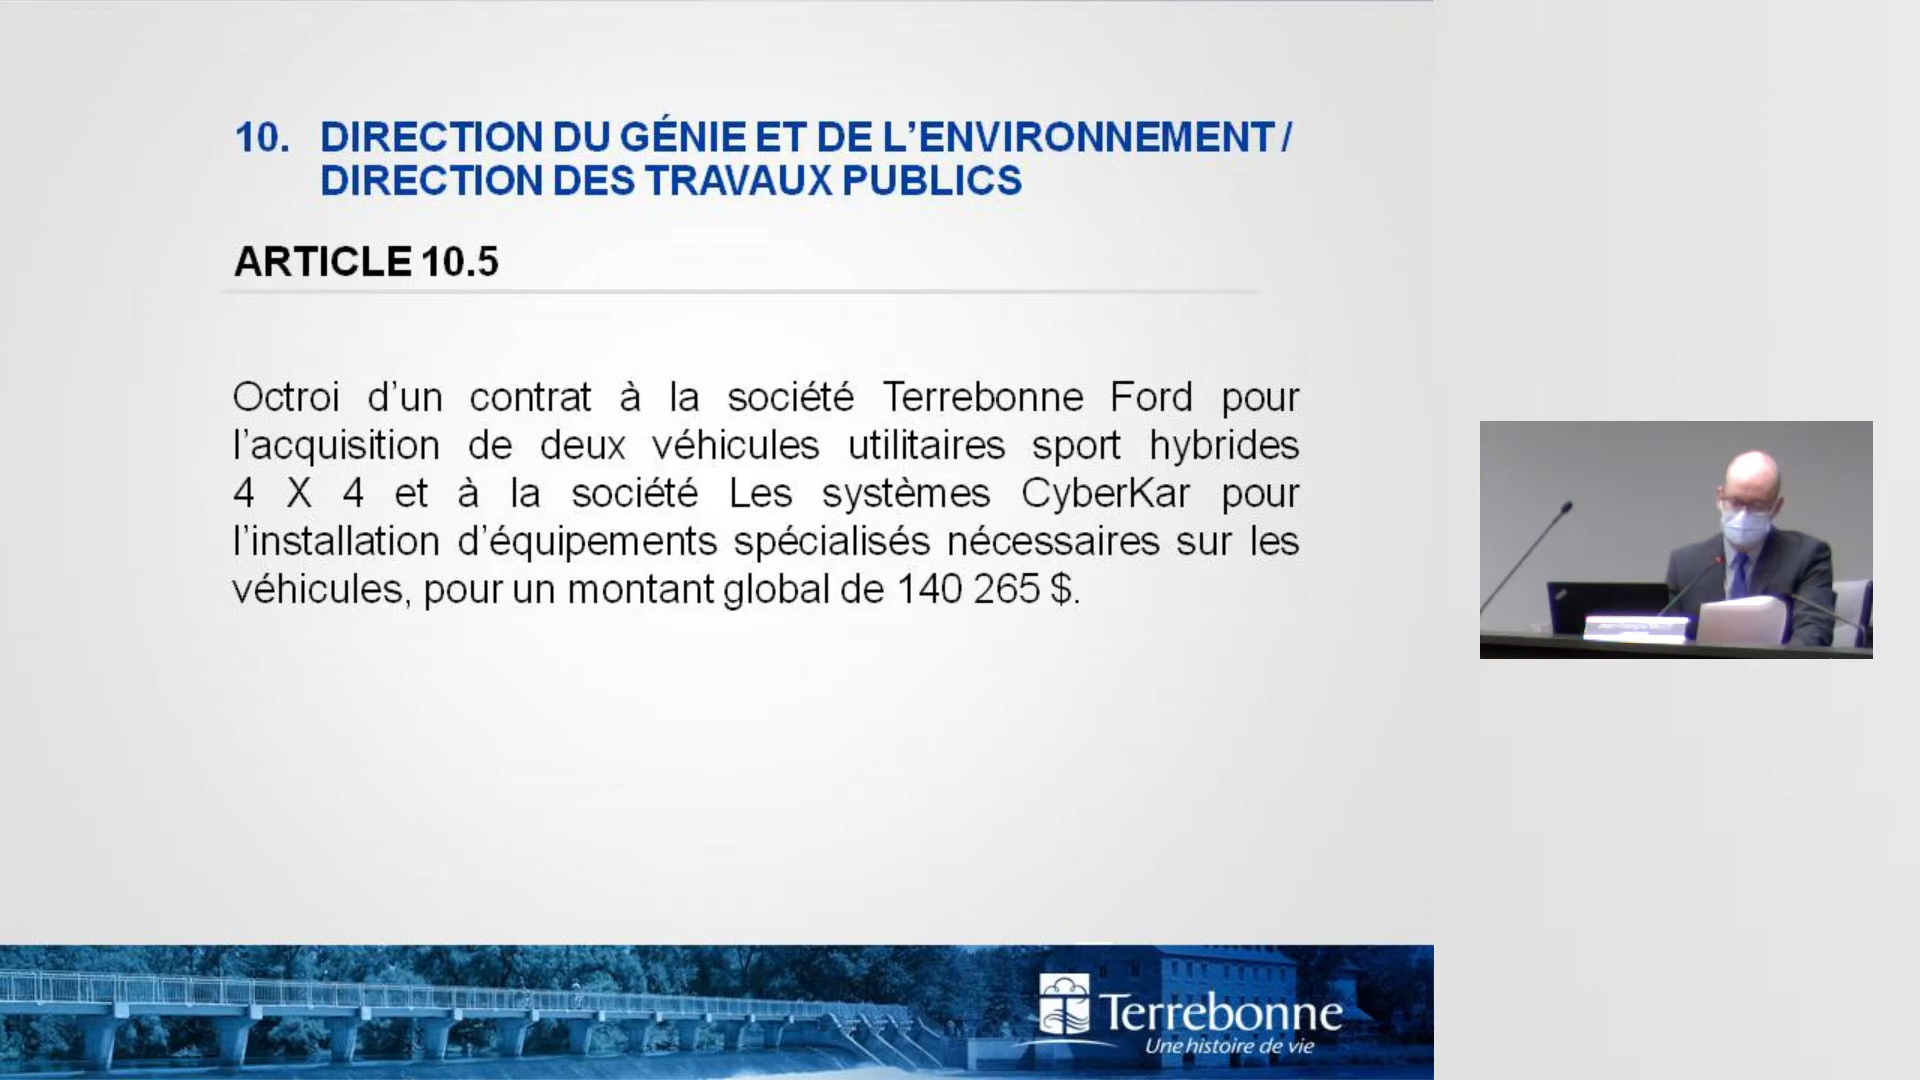 10. DIRECTION DU GÉNIE ET DE L’ENVIRONNEMENT /
DIRECTION DES TRAVAUX PUBLICS
ARTICLE 10.5
Octroi d’un contrat à la société Terrebonne Ford pour
l’acquisition de deux véhicules utilitaires sport hybrides
4 X 4 et à la société Les systèmes CyberKar pour
l’installation d’équipements spécialisés nécessaires sur les
véhicules, pour un montant global de 140 265 $.
Terrebonne
Une histoire de vie